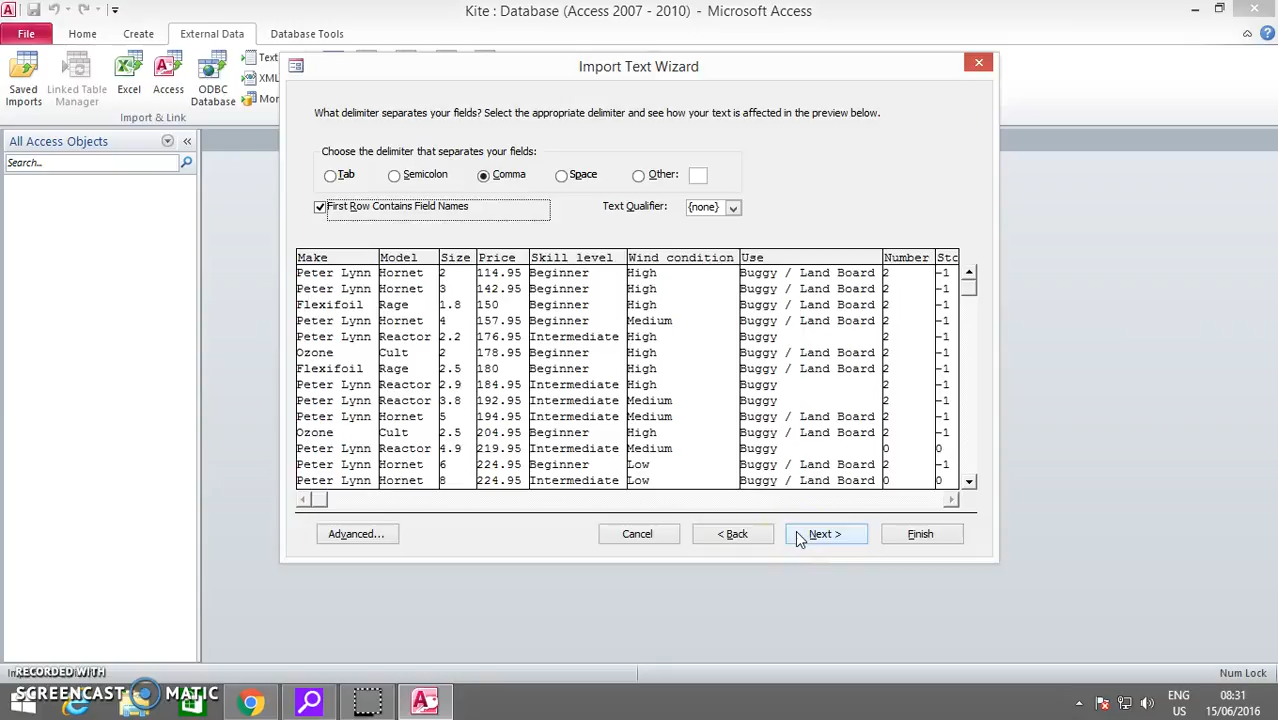 Kite : Database (Access 2007 - 2010) - Microsoft Access
File Home Create External Data Database Tools
Saved Imports
Linked Table Manager
Excel
Access
ODBC Database
Text
XML
Mor
Import & Link
All Access Objects
Search...
Import Text Wizard
What delimiter separates your fields? Select the appropriate delimiter and see how your text is affected in the preview below.
Choose the delimiter that separates your fields:
Tab Semicolon Comma Space Other:
First Row Contains Field Names Text Qualifier: {none}
Make Model Size Price Skill level Wind condition Use Number Stc
Peter Lynn Hornet 2 114.95 Beginner High Buggy / Land Board 2 -1
Peter Lynn Hornet 3 142.95 Beginner High Buggy / Land Board 2 -1
Flexifoil Rage 1.8 150 Beginner High Buggy / Land Board 2 -1
Peter Lynn Hornet 4 157.95 Beginner Medium Buggy / Land Board 2 -1
Peter Lynn Reactor 2.2 176.95 Intermediate High Buggy 2 -1
Ozone Cult 2 178.95 Beginner High Buggy / Land Board 2 -1
Flexifoil Rage 2.5 180 Beginner High Buggy / Land Board 2 -1
Peter Lynn Reactor 2.9 184.95 Intermediate High Buggy 2 -1
Peter Lynn Reactor 3.8 192.95 Intermediate Medium Buggy 2 -1
Peter Lynn Hornet 5 194.95 Intermediate Medium Buggy / Land Board 2 -1
Ozone Cult 2.5 204.95 Beginner High Buggy / Land Board 2 -1
Peter Lynn Reactor 4.9 219.95 Intermediate Medium Buggy 0 0
Peter Lynn Hornet 6 224.95 Beginner Low Buggy / Land Board 2 -1
Peter Lynn Hornet 8 224.95 Intermediate Low Buggy / Land Board 0 0
Advanced... Cancel < Back Next > Finish
Num Lock
RECORDED WITH
SCREENCAST MATIC
ENG
US
08:31
15/06/2016